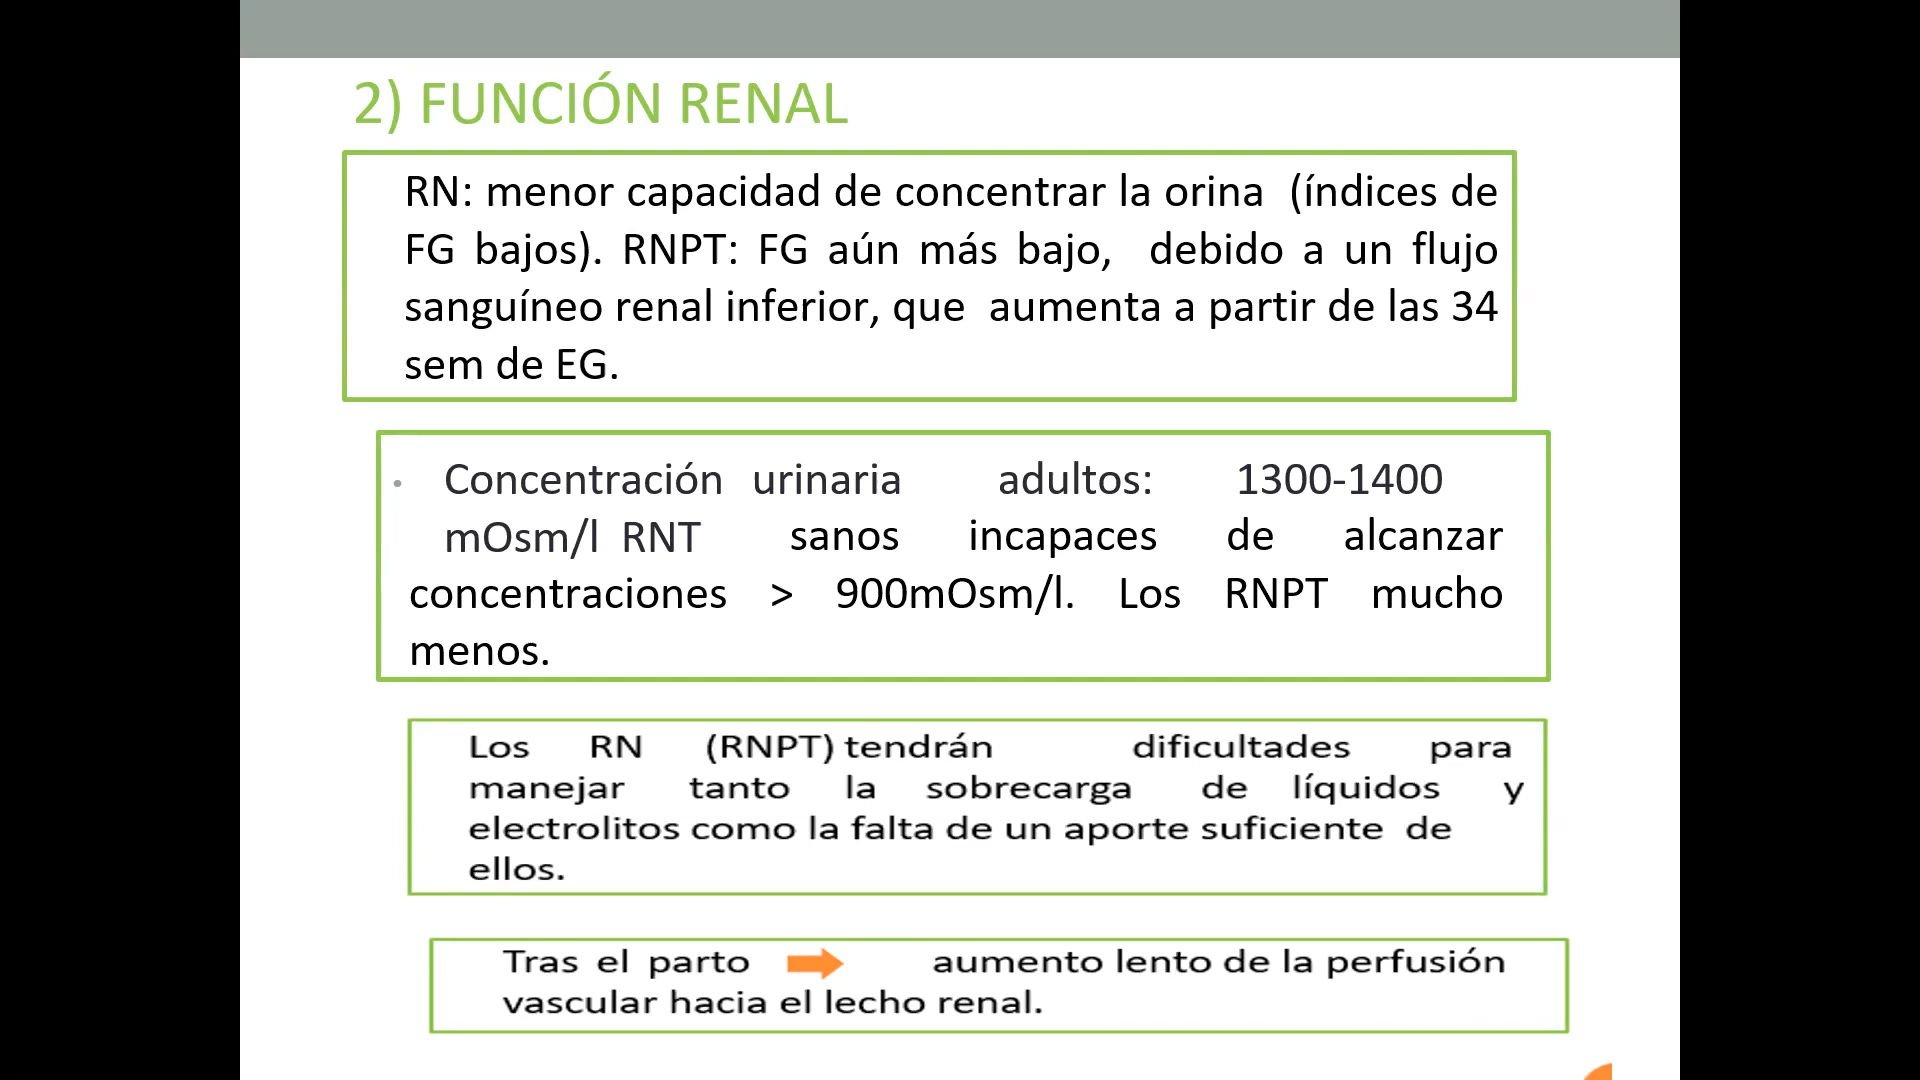 2) FUNCIÓN RENAL
RN: menor capacidad de concentrar la orina (índices de
FG bajos). RNPT: FG aún más bajo, debido a un flujo
sanguíneo renal inferior, que aumenta a partir de las 34
sem de EG.
• Concentración urinaria adultos: 1300-1400
mOsm/l RNT sanos incapaces de alcanzar
concentraciones > 900mOsm/l. Los RNPT mucho
menos.
Los RN (RNPT) tendrán dificultades para
manejar tanto la sobrecarga de líquidos y
electrolitos como la falta de un aporte suficiente de
ellos.
Tras el parto aumento lento de la perfusión
vascular hacia el lecho renal.